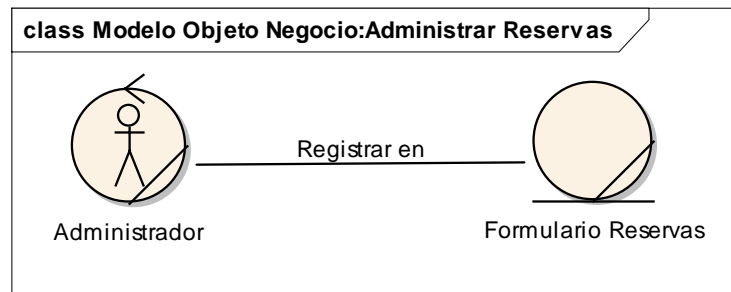 class Modelo Objeto Negocio:Administrar Reservas
Registrar en
Administrador
Formulario Reservas